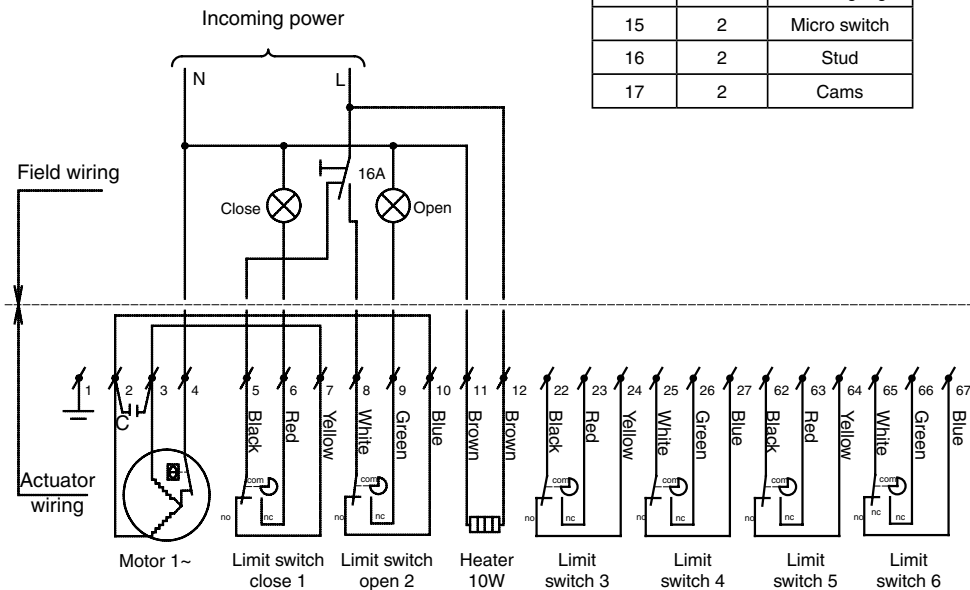 Incoming power
15 2 Micro switch
16 2 Stud
17 2 Cams
N L
Field wiring
16A
Close Open
1 2 3 4 5 6 7 8 9 10 11 12 22 23 24 25 26 27 62 63 64 65 66 67
C
Black Red Yellow White Green Blue Brown Brown Black Red Yellow White Green Blue Black Red Yellow White Green Blue
Actuator
wiring
com com com com com com
no nc no nc no nc no nc no nc no nc
Motor 1~
Limit switch
close 1
Limit switch
open 2
Heater
10W
Limit
switch 3
Limit
switch 4
Limit
switch 5
Limit
switch 6